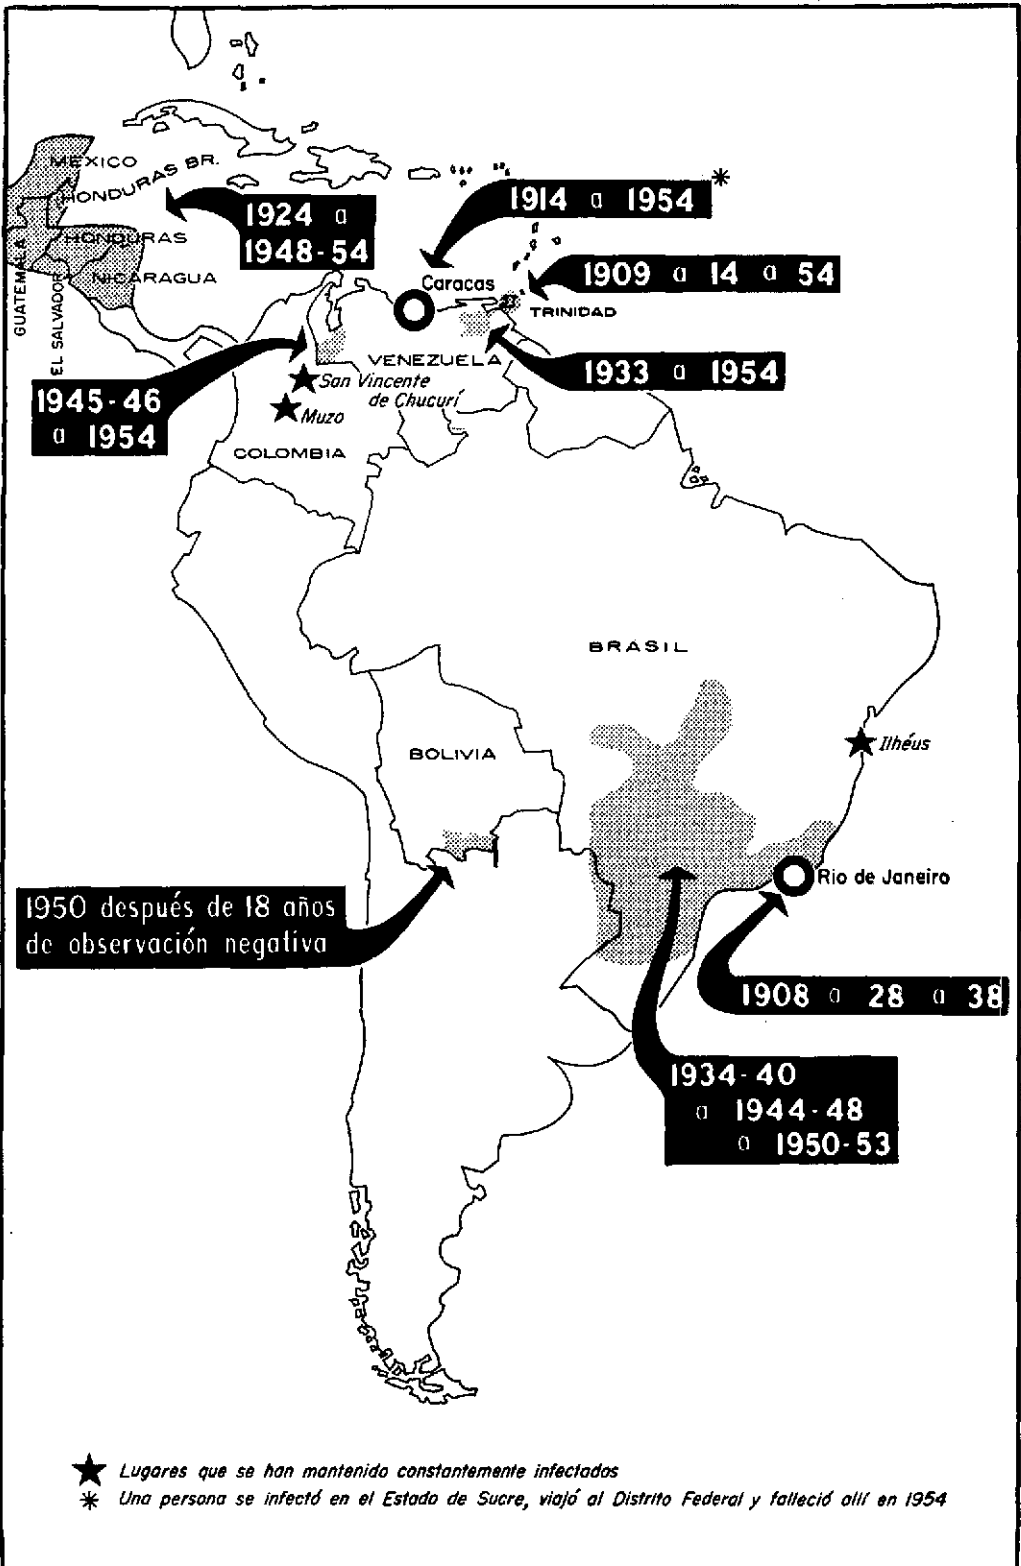 MEXICO
HONDURAS BR.
HONDURAS
NICARAGUA
GUATEMALA
EL SALVADOR
1924 a
1948-54
1914 a 1954 *
Caracas
1909 a 14 a 54
TRINIDAD
VENEZUELA
1933 a 1954
1945-46
a 1954
San Vincente
de Chucurí
Muzo
COLOMBIA
BRASIL
BOLIVIA
Ilhéus
Rio de Janeiro
1950 después de 18 años
de observación negativa
1908 a 28 a 38
1934-40
a 1944-48
a 1950-53
Lugares que se han mantenido constantemente infectados
* Una persona se infectó en el Estado de Sucre, viajó al Distrito Federal y falleció allí en 1954